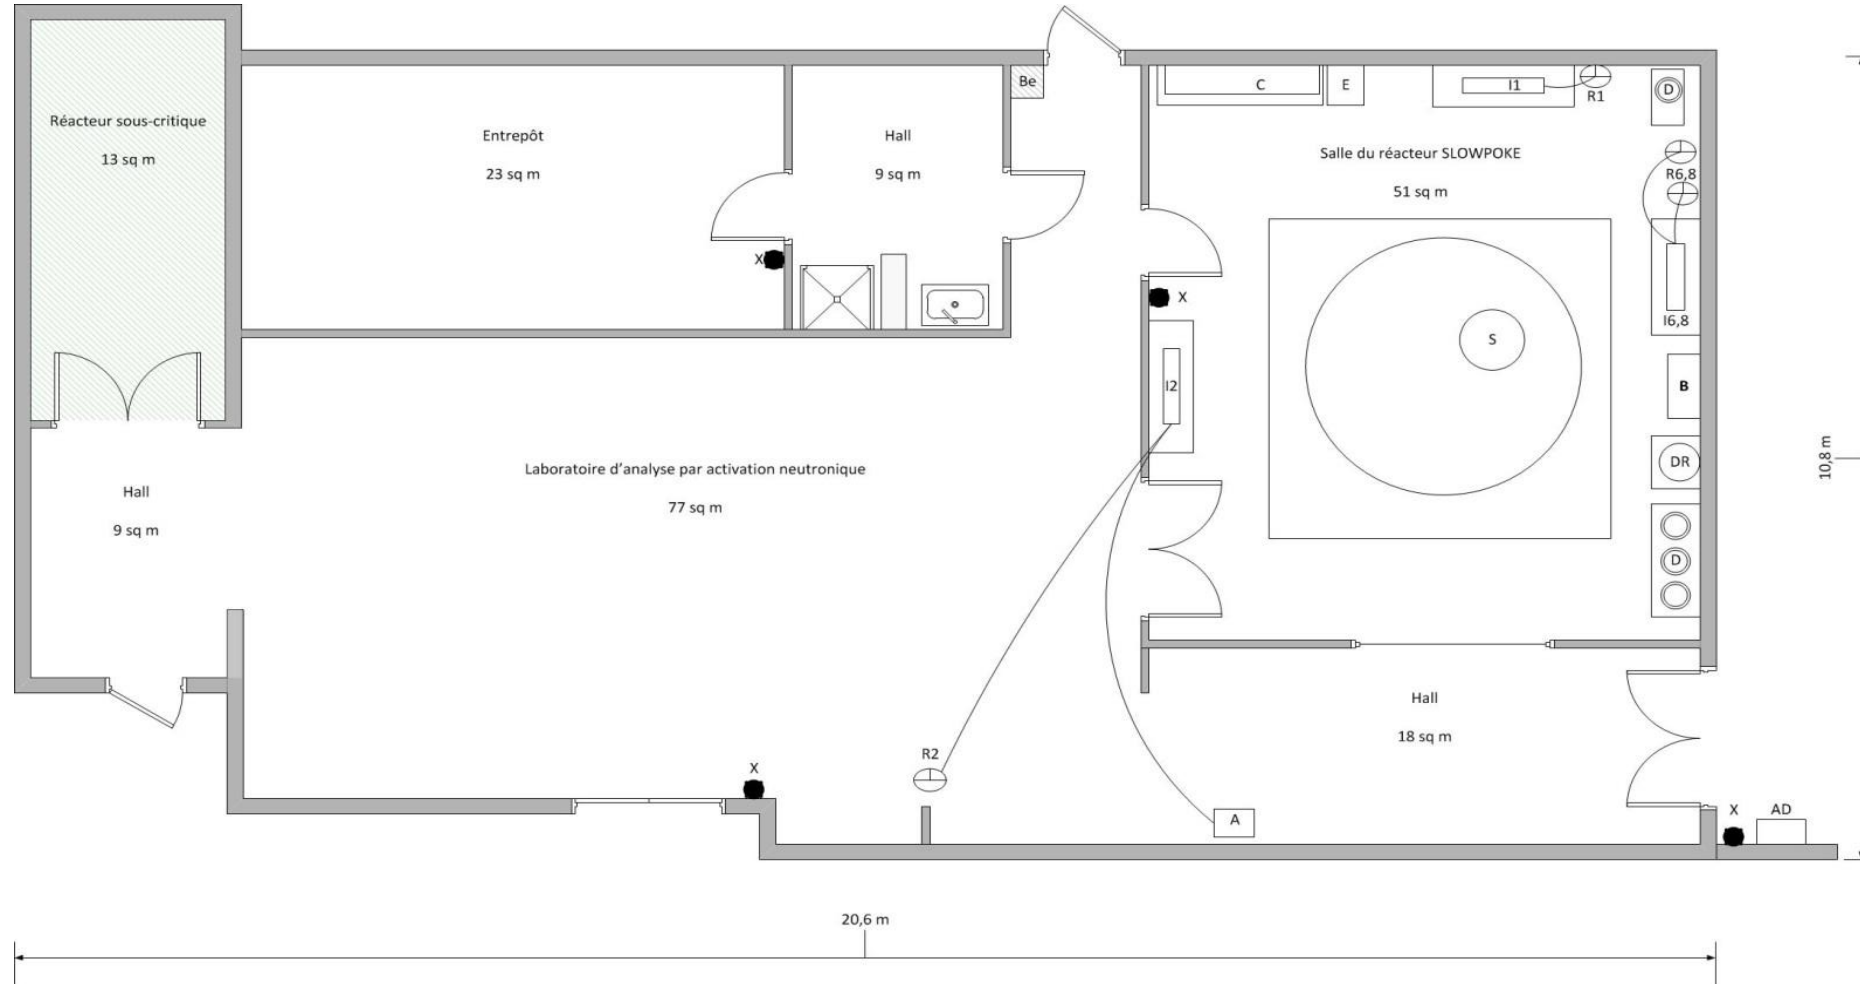 Be
C
E
I1
R1
D
Réacteur sous-critique
13 sq m
Entrepôt
23 sq m
Hall
9 sq m
Salle du réacteur SLOWPOKE
51 sq m
R6,8
X
X
I6,8
S
I2
B
Laboratoire d'analyse par activation neutronique
77 sq m
DR
10,8 m
Hall
9 sq m
D
Hall
18 sq m
R2
X
A
X
AD
20,6 m